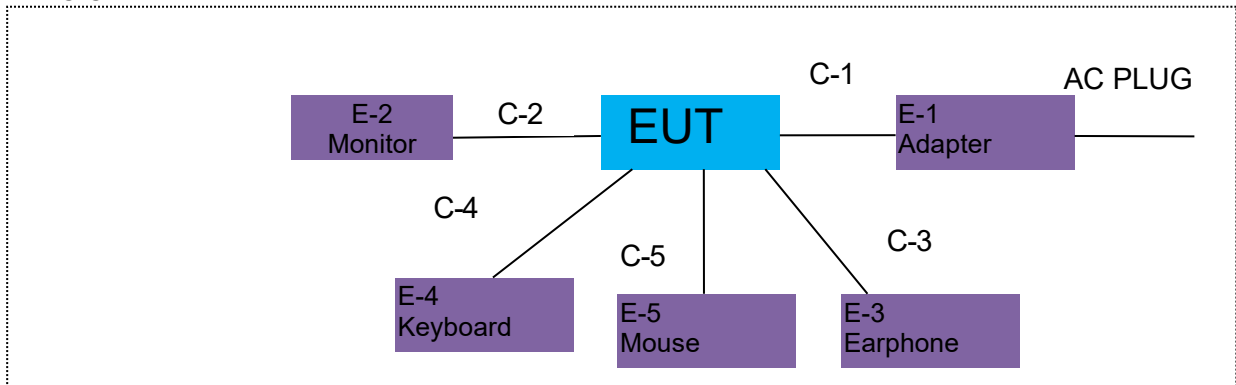 C-1
AC PLUG
E-2
Monitor
C-2
EUT
E-1
Adapter
C-4
C-5
C-3
E-4
Keyboard
E-5
Mouse
E-3
Earphone